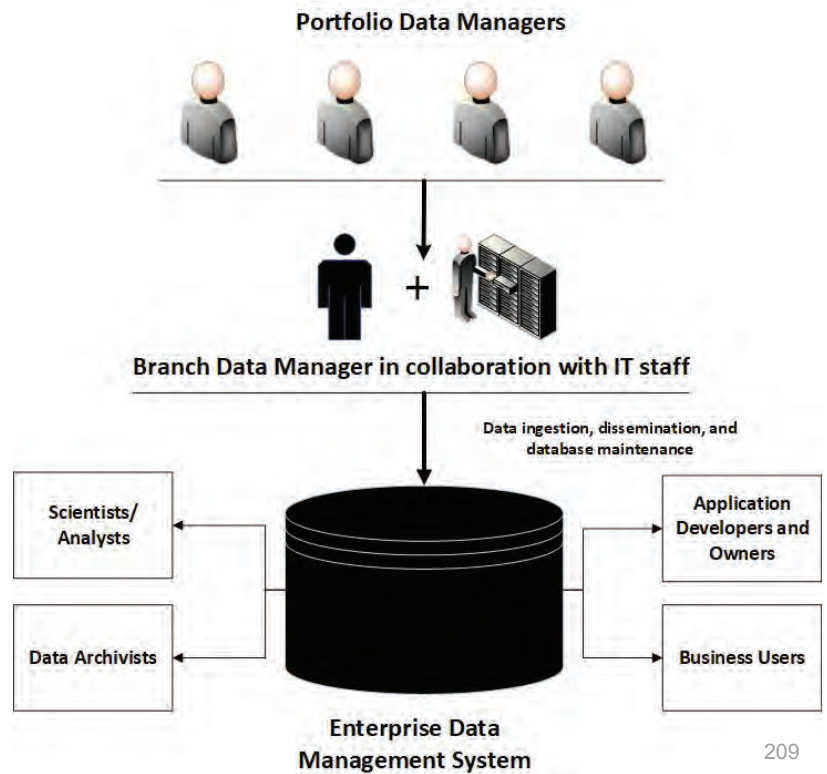 Portfolio Data Managers
+
Branch Data Manager in collaboration with IT staff
Data ingestion, dissemination, and
database maintenance
Scientists/
Analysts
Application
Developers and
Owners
Data Archivists
Business Users
Enterprise Data
Management System
209